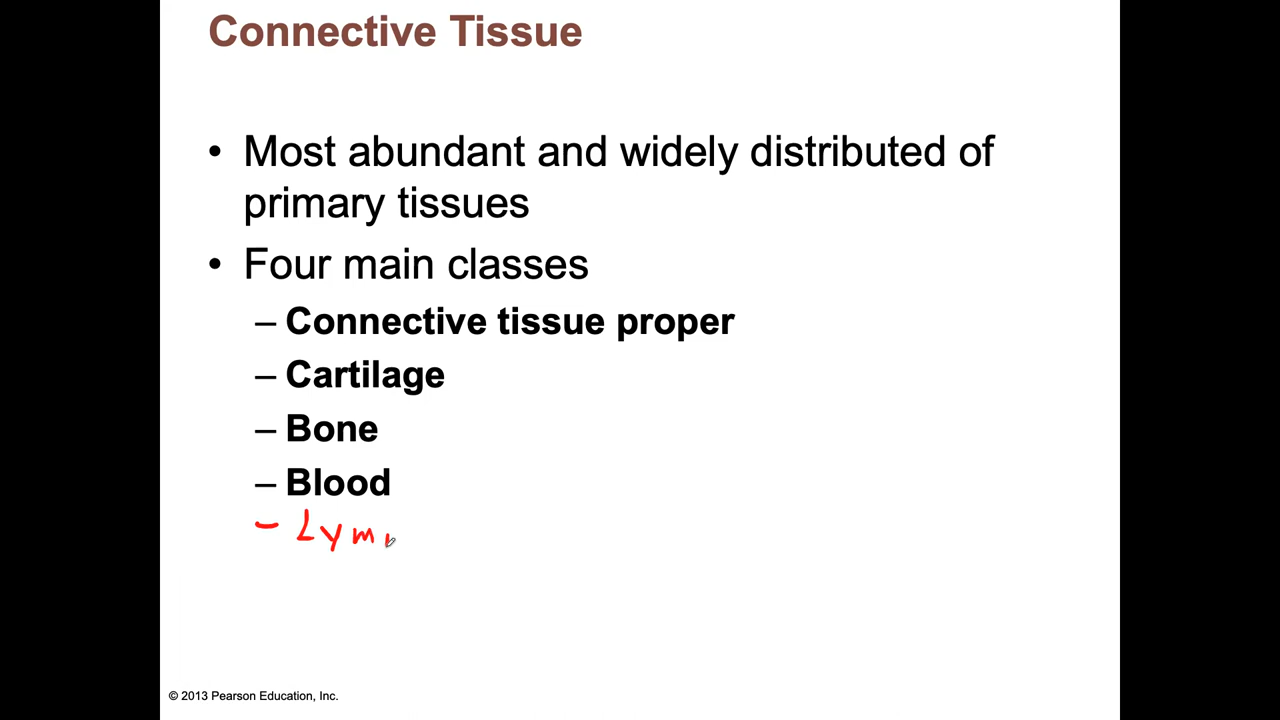 Connective Tissue
• Most abundant and widely distributed of
primary tissues
• Four main classes
– Connective tissue proper
– Cartilage
– Bone
– Blood
- Lym
© 2013 Pearson Education, Inc.